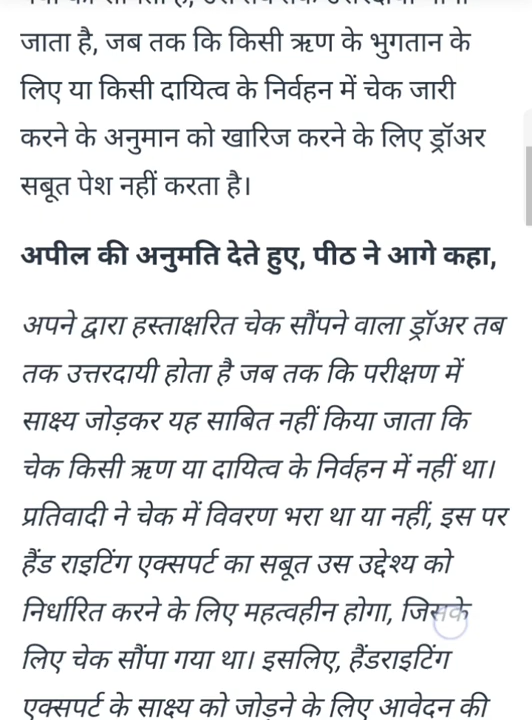 जाता है, जब तक कि किसी ऋण के भुगतान के
लिए या किसी दायित्व के निर्वहन में चेक जारी
करने के अनुमान को खारिज करने के लिए ड्रॉअर
सबूत पेश नहीं करता है।
अपील की अनुमति देते हुए, पीठ ने आगे कहा,
अपने द्वारा हस्ताक्षरित चेक सौंपने वाला ड्रॉअर तब
तक उत्तरदायी होता है जब तक कि परीक्षण में
साक्ष्य जोड़कर यह साबित नहीं किया जाता कि
चेक किसी ऋण या दायित्व के निर्वहन में नहीं था।
प्रतिवादी ने चेक में विवरण भरा था या नहीं, इस पर
हैंड राइटिंग एक्सपर्ट का सबूत उस उद्देश्य को
निर्धारित करने के लिए महत्वहीन होगा, जिसके
लिए चेक सौंपा गया था। इसलिए, हैंडराइटिंग
एक्सपर्ट के साक्ष्य को जोड़ने के लिए आवेदन की